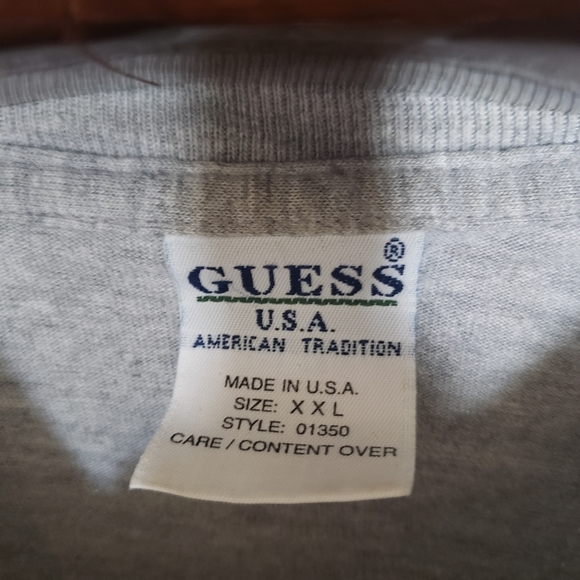 GUESS®
U.S.A.
AMERICAN TRADITION
MADE IN U.S.A.
SIZE: X X L
STYLE: 01350
CARE / CONTENT OVER